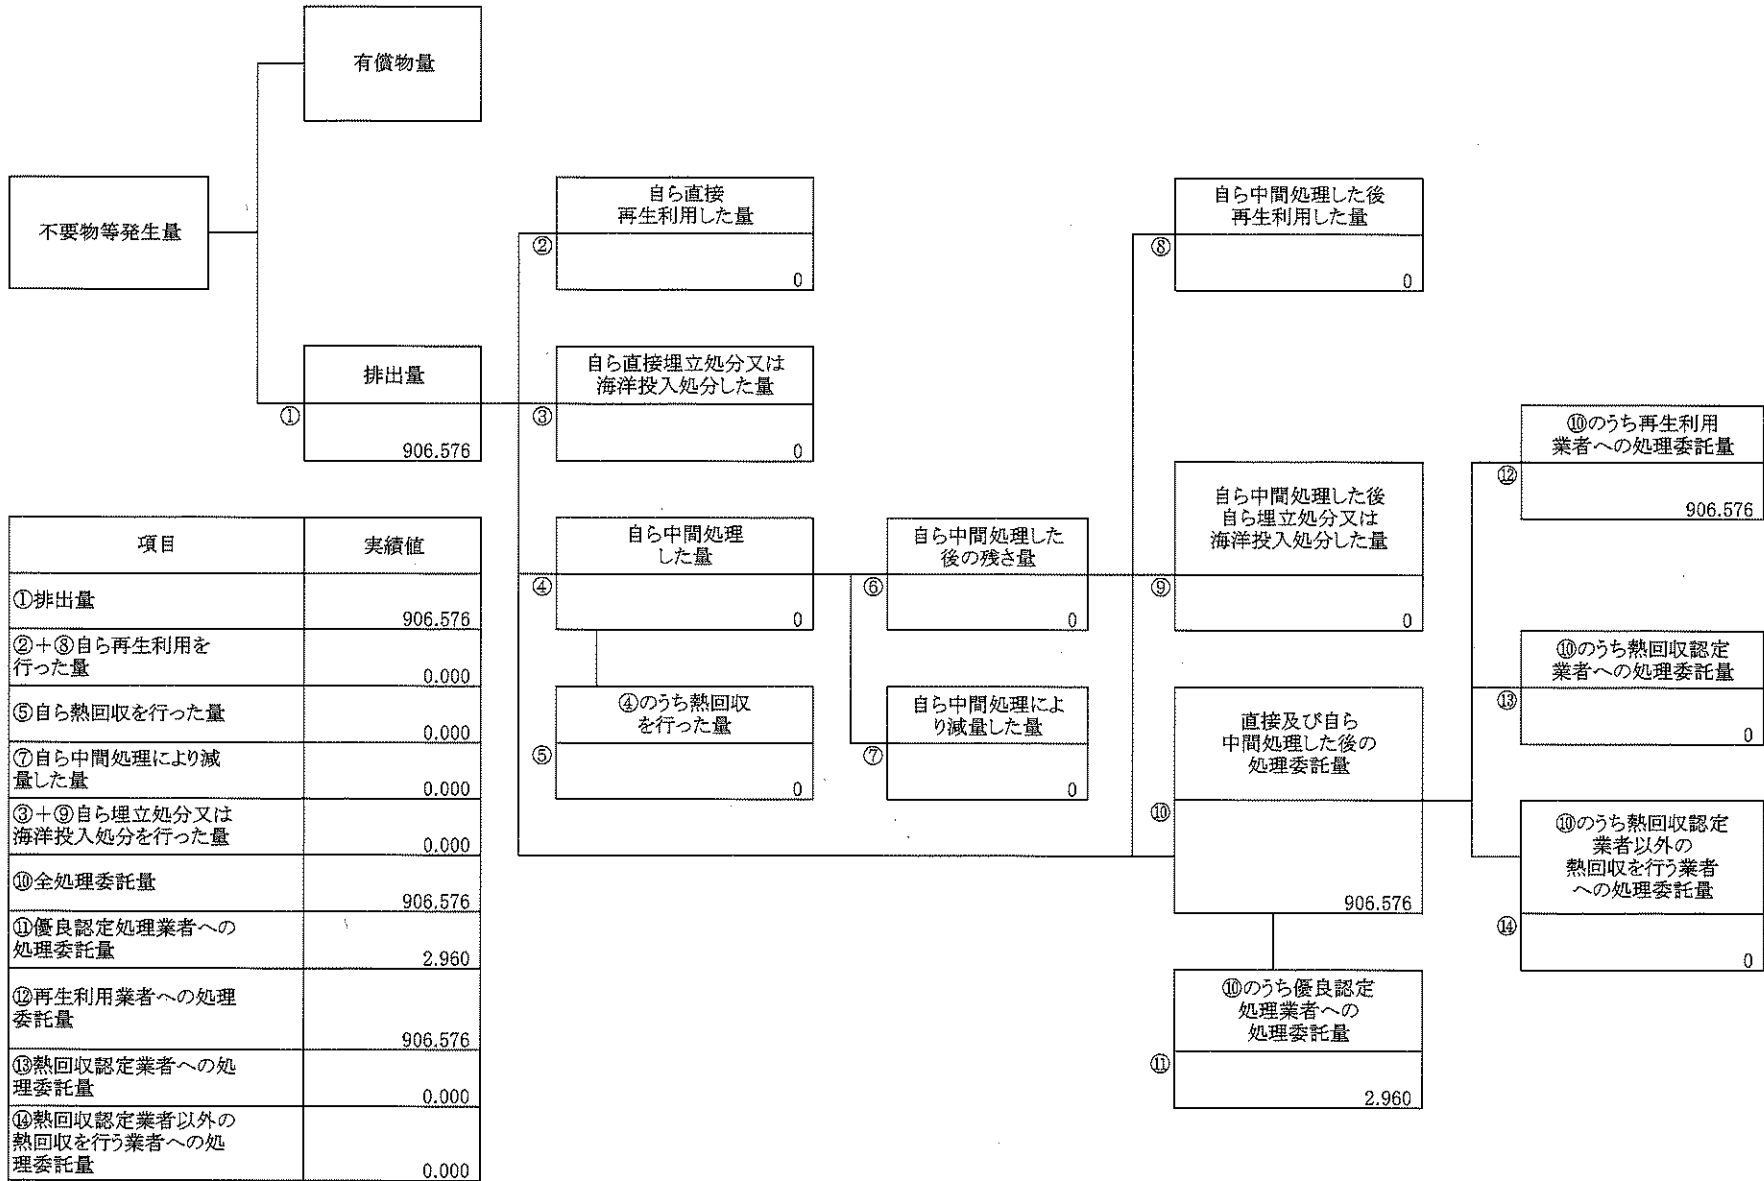 有償物量
不要物等発生量
排出量
①
906.576
自ら直接
再生利用した量
②
0
自ら直接埋立処分又は
海洋投入処分した量
③
0
自ら中間処理
した量
④
0
④のうち熱回収
を行った量
⑤
0
自ら中間処理した
後の残さ量
⑥
0
自ら中間処理によ
り減量した量
⑦
0
自ら中間処理した後
再生利用した量
⑧
0
自ら中間処理した後
自ら埋立処分又は
海洋投入処分した量
⑨
0
直接及び自ら
中間処理した後の
処理委託量
⑩
906.576
⑩のうち優良認定
処理業者への
処理委託量
⑪
2.960
⑩のうち再生利用
業者への処理委託量
⑫
906.576
⑩のうち熱回収認定
業者への処理委託量
⑬
0
⑩のうち熱回収認定
業者以外の
熱回収を行う業者
への処理委託量
⑭
0
項目 実績値
①排出量
906.576
②+⑧自ら再生利用を
行った量
0.000
⑤自ら熱回収を行った量
0.000
⑦自ら中間処理により減
量した量
0.000
③+⑨自ら埋立処分又は
海洋投入処分を行った量
0.000
⑩全処理委託量
906.576
⑪優良認定処理業者への
処理委託量
2.960
⑫再生利用業者への処理
委託量
906.576
⑬熱回収認定業者への処
理委託量
0.000
⑭熱回収認定業者以外の
熱回収を行う業者への処
理委託量
0.000